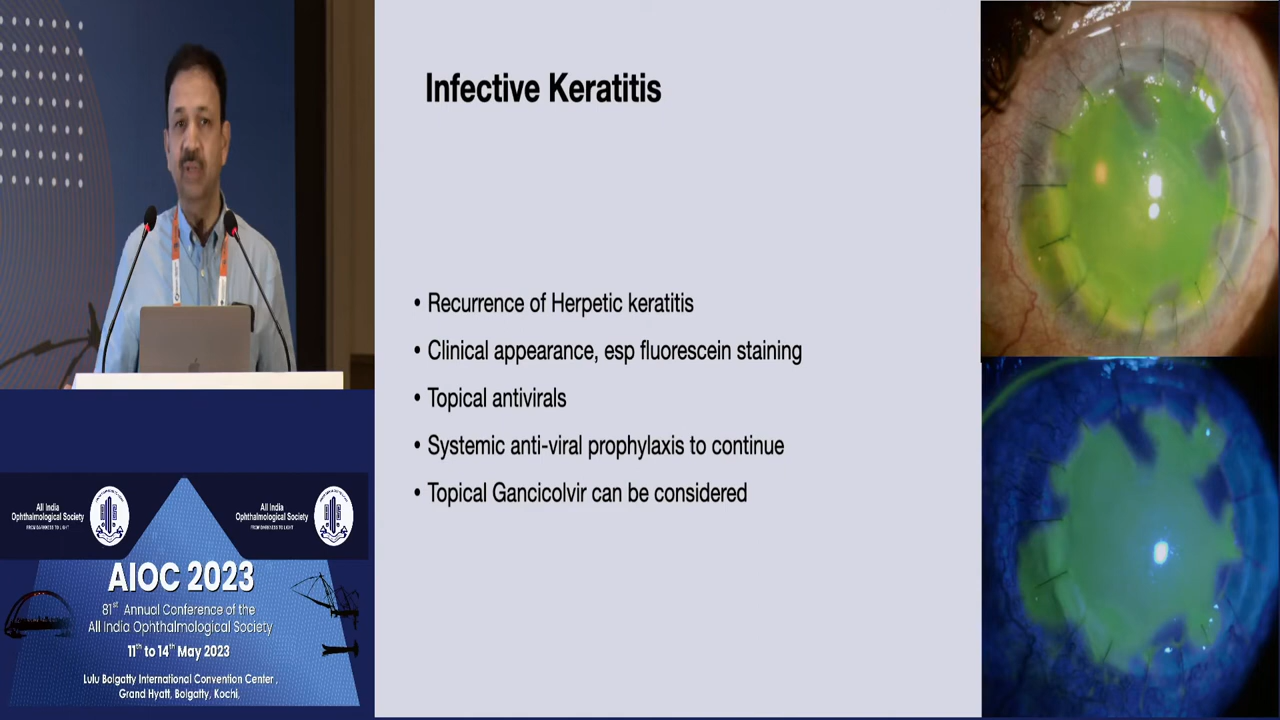 Infective Keratitis
• Recurrence of Herpetic keratitis
• Clinical appearance, esp fluorescein staining
• Topical antivirals
• Systemic anti-viral prophylaxis to continue
• Topical Gancicolvir can be considered
All India
Ophthalmological Society
FROM DARKNESS TO LIGHT
All India
Ophthalmological Society
FROM DARKNESS TO LIGHT
AIOC 2023
81st Annual Conference of the
All India Ophthalmological Society
11th to 14th May 2023
Lulu Bolgatty International Convention Center,
Grand Hyatt, Bolgatty, Kochi,